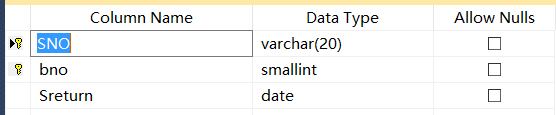 Column Name Data Type Allow Nulls
SNO varchar(20)
bno smallint
Sreturn date